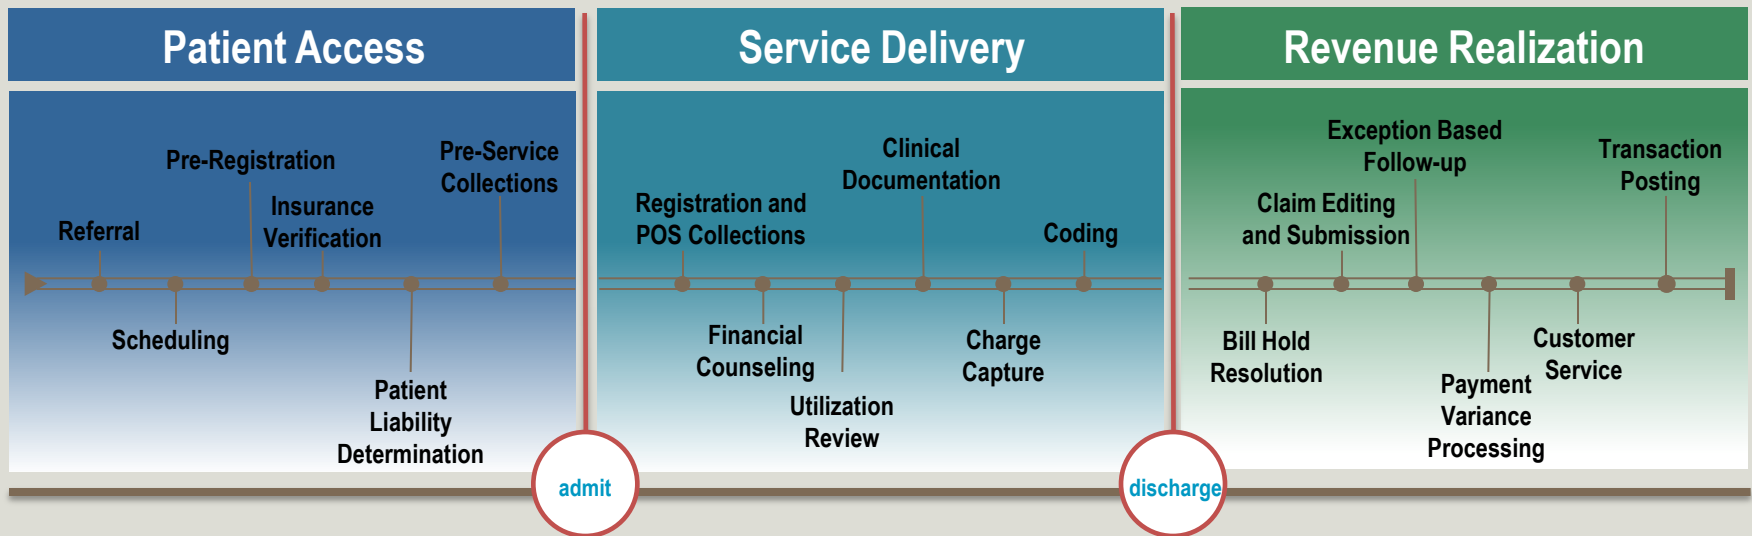 Patient Access
Referral
Scheduling
Pre-Registration
Insurance
Verification
Patient
Liability
Determination
Pre-Service
Collections
admit
Service Delivery
Registration and
POS Collections
Financial
Counseling
Utilization
Review
Clinical
Documentation
Charge
Capture
Coding
discharge
Revenue Realization
Bill Hold
Resolution
Claim Editing
and Submission
Exception Based
Follow-up
Payment
Variance
Processing
Customer
Service
Transaction
Posting